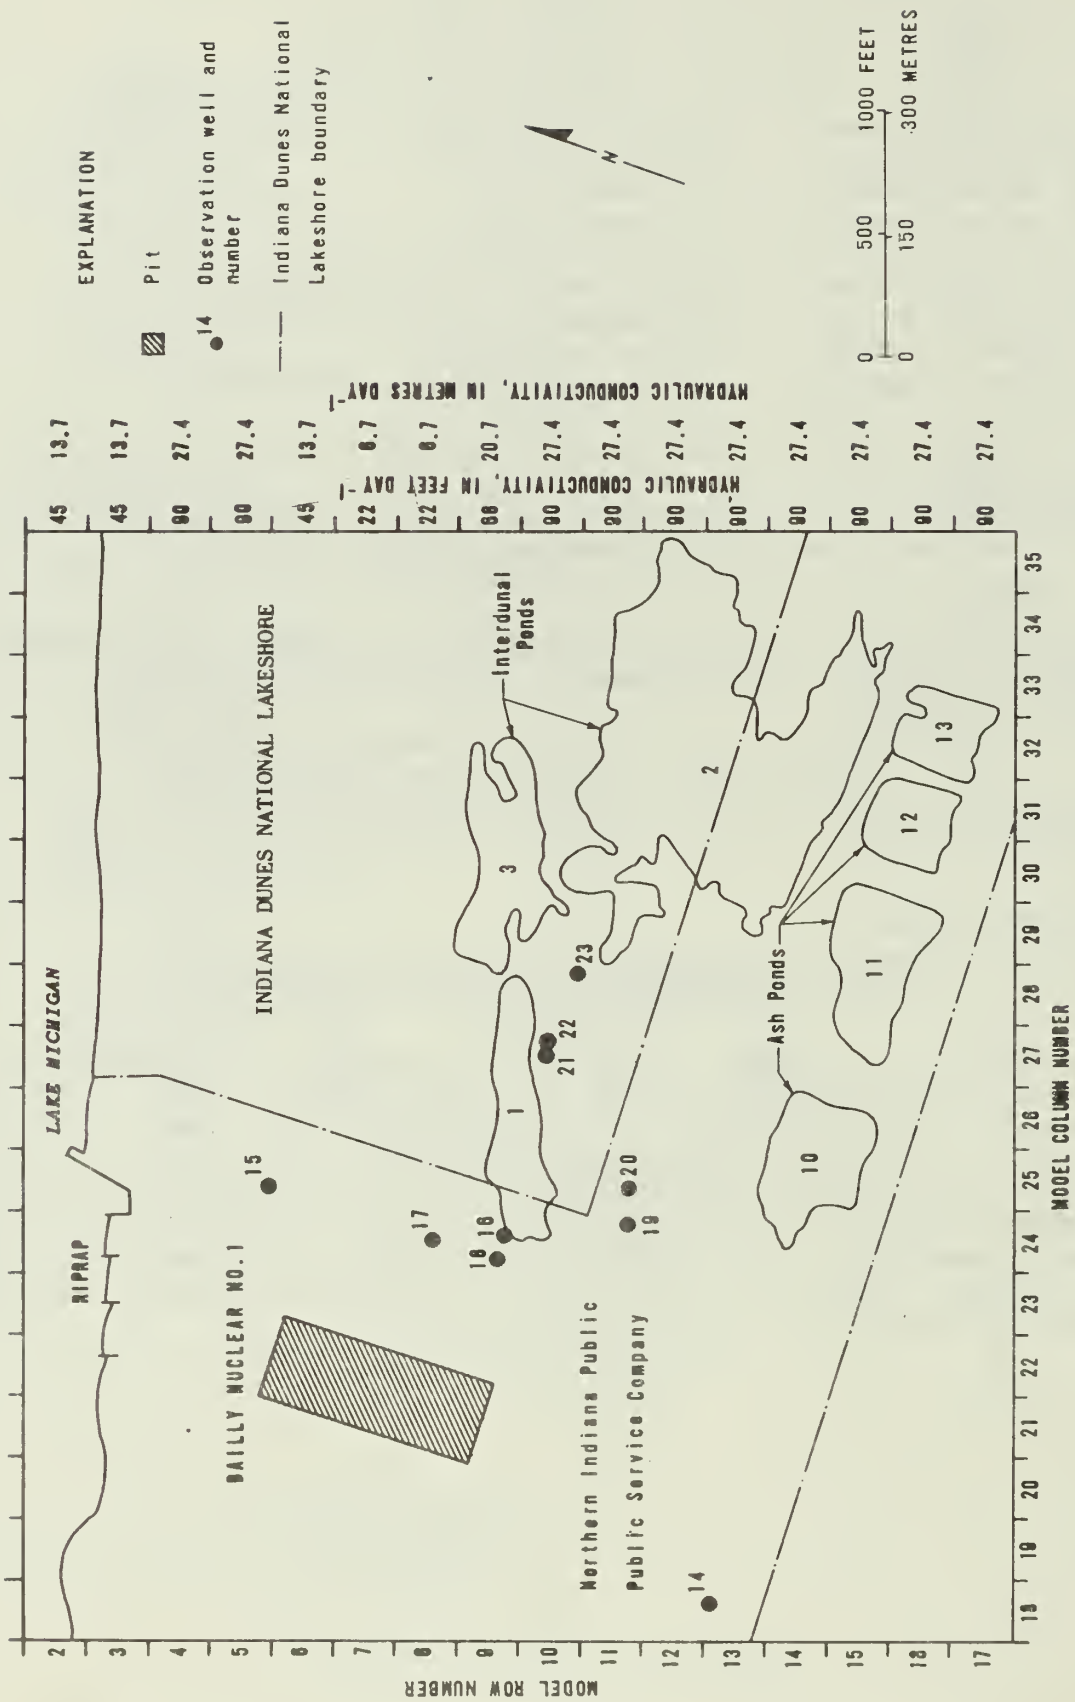 EXPLANATION
Pit
14 Observation well and
number
Indiana Dunes National
Lakeshore boundary
N
0 500 1000 FEET
0 150 300 METRES
HYDRAULIC CONDUCTIVITY, IN METRES DAY-1
13.7
13.7
27.4
27.4
13.7
6.7
6.7
20.7
27.4
27.4
27.4
27.4
27.4
27.4
27.4
27.4
HYDRAULIC CONDUCTIVITY, IN FEET DAY-1
45
45
90
90
45
22
22
68
90
90
90
90
90
90
90
90
LAKE MICHIGAN
RIPRAP
BAILLY NUCLEAR NO.1
INDIANA DUNES NATIONAL LAKESHORE
15
17
16
18
1
3
21
22
23
19
20
14
Interdunal
Ponds
2
Northern Indiana Public
Public Service Company
Ash Ponds
10
11
12
13
MODEL ROW NUMBER
2
3
4
5
6
7
8
9
10
11
12
13
14
15
16
17
18 19 20 21 22 23 24 25 26 27 28 29 30 31 32 33 34 35
MODEL COLUMN NUMBER